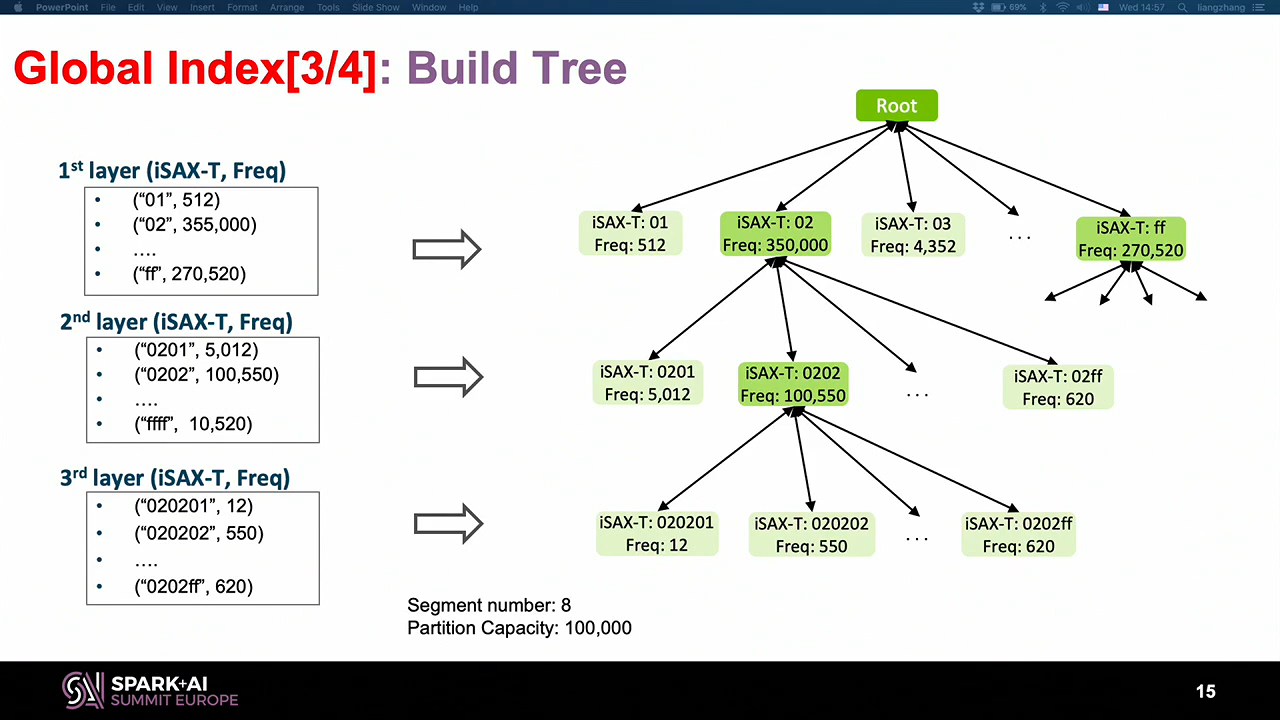 PowerPoint File Edit View Insert Format Arrange Tools Slide Show Window Help 69% Wed 14:57 liangzhang
Global Index[3/4]: Build Tree
1st layer (iSAX-T, Freq)
• (“01”, 512)
• (“02”, 355,000)
• ....
• (“ff”, 270,520)
2nd layer (iSAX-T, Freq)
• (“0201”, 5,012)
• (“0202”, 100,550)
• ....
• (“ffff”, 10,520)
3rd layer (iSAX-T, Freq)
• (“020201”, 12)
• (“020202”, 550)
• ....
• (“0202ff”, 620)
Root
iSAX-T: 01
Freq: 512
iSAX-T: 02
Freq: 350,000
iSAX-T: 03
Freq: 4,352
...
iSAX-T: ff
Freq: 270,520
iSAX-T: 0201
Freq: 5,012
iSAX-T: 0202
Freq: 100,550
...
iSAX-T: 02ff
Freq: 620
iSAX-T: 020201
Freq: 12
iSAX-T: 020202
Freq: 550
...
iSAX-T: 0202ff
Freq: 620
Segment number: 8
Partition Capacity: 100,000
SPARK+AI
SUMMIT EUROPE
15